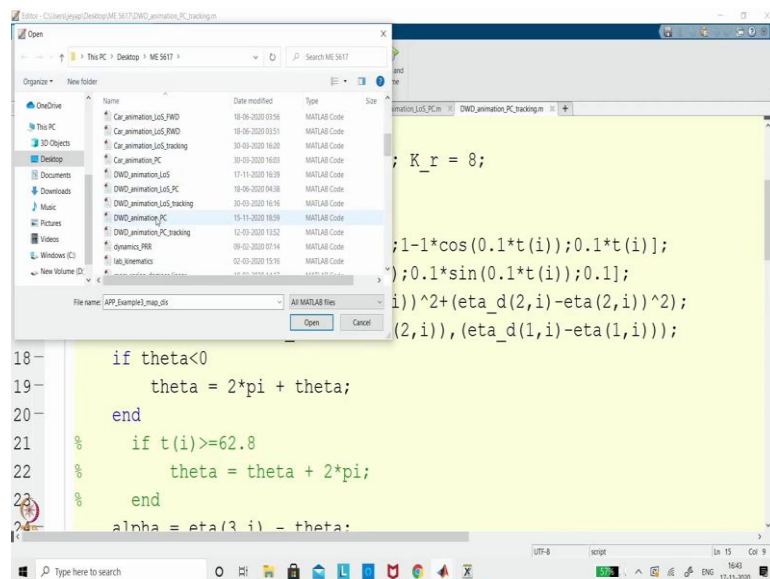 Editor - C:\Users\jeyap\Desktop\ME 5617\DWD_animation_PC_tracking.m
Open
This PC > Desktop > ME 5617 >
Search ME 5617
Organize
New folder
Name Date modified Type Size
Car_animation_LoS_FWD 18-06-2020 03:56 MATLAB Code
Car_animation_LoS_RWD 18-06-2020 03:51 MATLAB Code
Car_animation_LoS_tracking 30-03-2020 16:20 MATLAB Code
Car_animation_PC 30-03-2020 16:03 MATLAB Code
DWD_animation_LoS 17-11-2020 16:39 MATLAB Code
DWD_animation_LoS_PC 18-06-2020 04:38 MATLAB Code
DWD_animation_LoS_tracking 30-03-2020 16:16 MATLAB Code
DWD_animation_PC 15-11-2020 18:59 MATLAB Code
DWD_animation_PC_tracking 12-03-2020 13:52 MATLAB Code
dynamics_PRR 09-02-2020 07:14 MATLAB Code
lab_kinematics 02-03-2020 15:16 MATLAB Code
OneDrive
This PC
3D Objects
Desktop
Documents
Downloads
Music
Pictures
Videos
Windows (C:)
New Volume (D:
File name: APP_Example3_map_dis
All MATLAB files
Open Cancel
and
me
mation_LoS_PC.m DWD_animation_PC_tracking.m +
; K_r = 8;
;1-1*cos(0.1*t(i));0.1*t(i)];
);0.1*sin(0.1*t(i));0.1];
i))^2+(eta_d(2,i)-eta(2,i))^2);
(2,i)),(eta_d(1,i)-eta(1,i)));
18 if theta<0
19 theta = 2*pi + theta;
20 end
21 % if t(i)>=62.8
22 % theta = theta + 2*pi;
23 % end
alpha = eta(3,i) - theta;
UTF-8 script Ln 15 Col 9
Type here to search
57%
ENG
16:43
17-11-2020